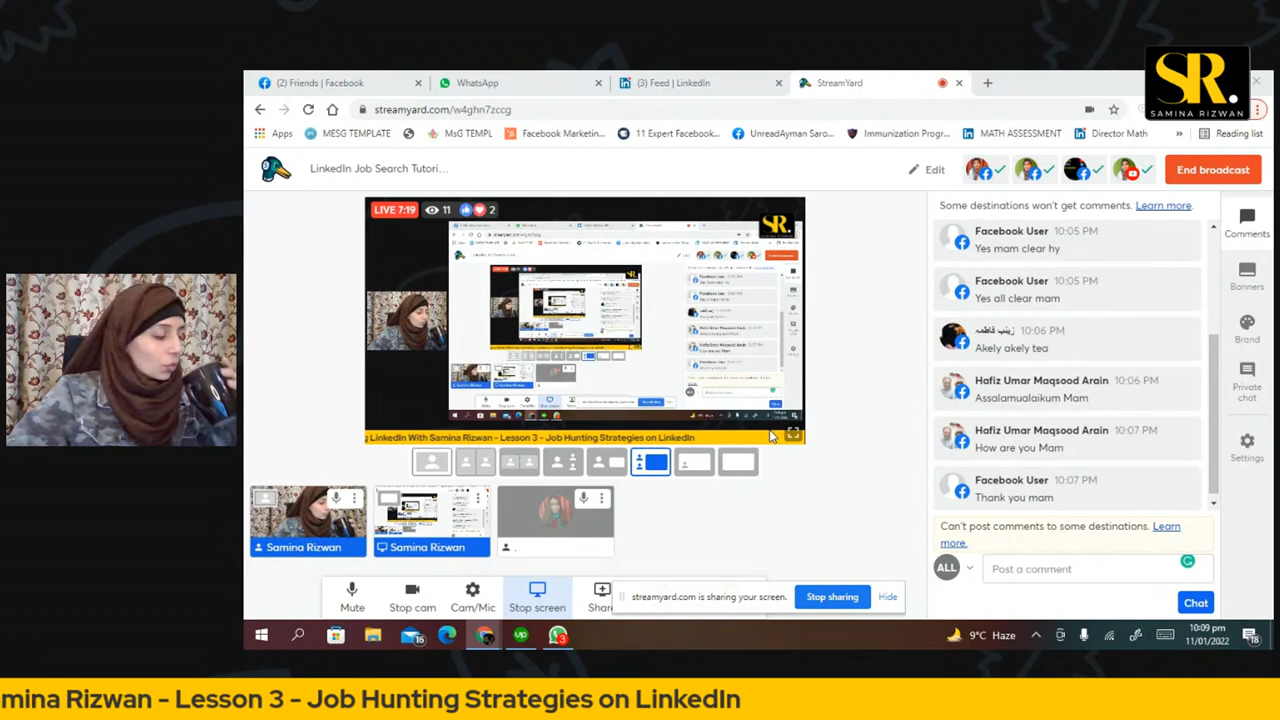 SR.
SAMINA RIZWAN
(2) Friends | Facebook
WhatsApp
(3) Feed | LinkedIn
StreamYard
streamyard.com/w4ghn7zccg
Apps
MESG TEMPLATE
MsG TEMPL
Facebook Marketin...
11 Expert Facebook...
UnreadAyman Saro...
Immunization Prog...
MATH ASSESSMENT
Director Math
»
Reading list
LinkedIn Job Search Tutori...
Edit
End broadcast
LIVE 7:19
11
2
SR.
g LinkedIn With Samina Rizwan - Lesson 3 - Job Hunting Strategies on LinkedIn
Samina Rizwan
Samina Rizwan
.
Mute
Stop cam
Cam/Mic
Stop screen
Share
streamyard.com is sharing your screen.
Stop sharing
Hide
Some destinations won't get comments. Learn more.
Facebook User 10:05 PM
Yes mam clear hy
Facebook User 10:05 PM
Yes all clear mam
زينب فاطمہ 10:06 PM
Akely akely tea
Hafiz Umar Maqsood Arain 10:06 PM
Assalamualaikum Mam
Hafiz Umar Maqsood Arain 10:07 PM
How are you Mam
Facebook User 10:07 PM
Thank you mam
Can't post comments to some destinations. Learn
more.
ALL
Post a comment
Chat
Comments
Banners
Brand
Private
chat
Settings
16
up
3
9°C Haze
10:09 pm
11/01/2022
18
mina Rizwan - Lesson 3 - Job Hunting Strategies on LinkedIn